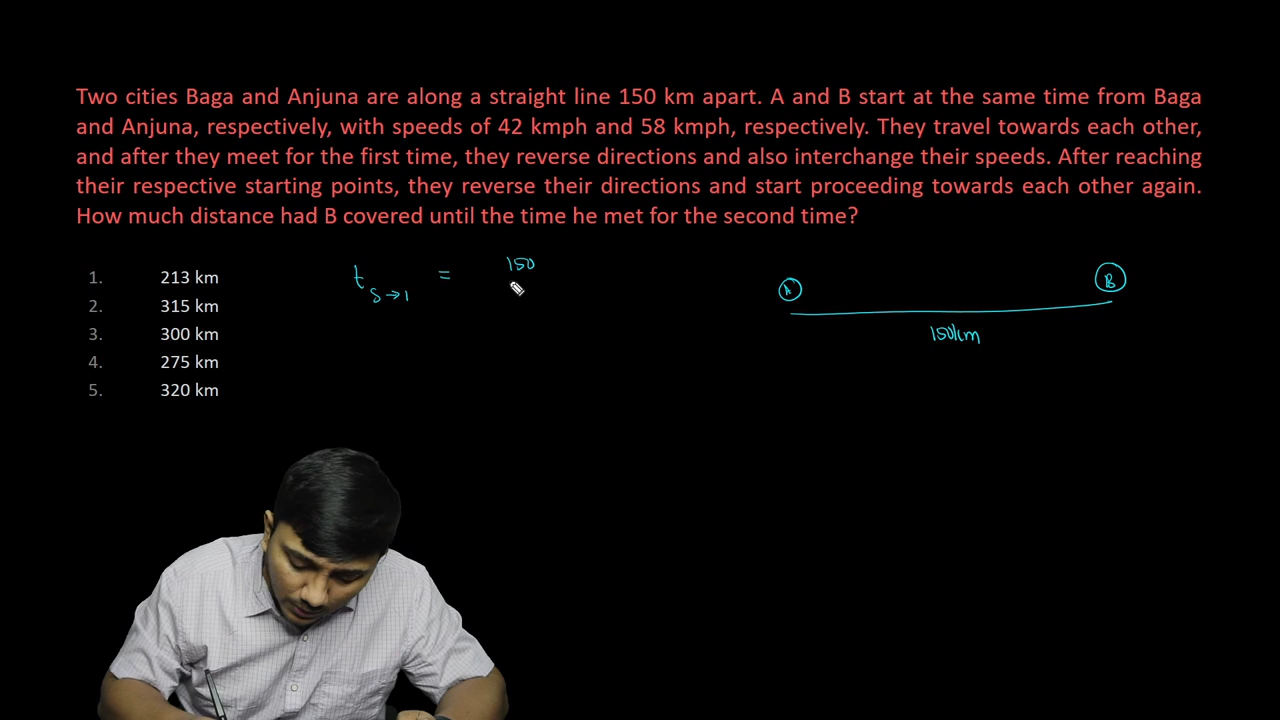 Two cities Baga and Anjuna are along a straight line 150 km apart. A and B start at the same time from Baga
and Anjuna, respectively, with speeds of 42 kmph and 58 kmph, respectively. They travel towards each other,
and after they meet for the first time, they reverse directions and also interchange their speeds. After reaching
their respective starting points, they reverse their directions and start proceeding towards each other again.
How much distance had B covered until the time he met for the second time?
1. 213 km
2. 315 km
3. 300 km
4. 275 km
5. 320 km
t S→1 = 150
A B
150km